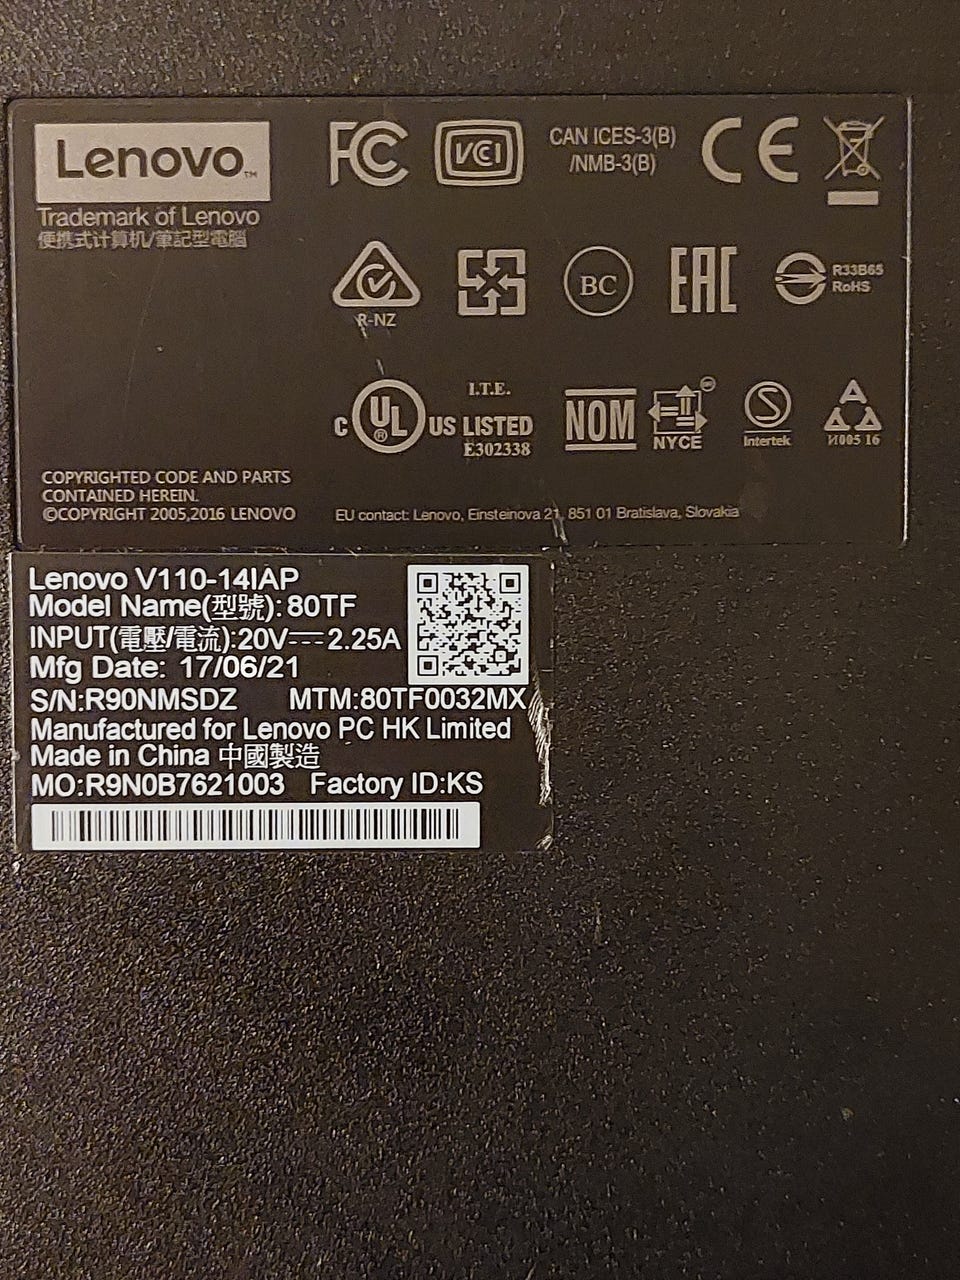 Lenovo™
Trademark of Lenovo
便携式计算机/筆記型電腦
FC
VCI
CAN ICES-3(B)
/NMB-3(B)
CE
R-NZ
BC
EAC
R33B65
RoHS
C UL® US LISTED
I.T.E.
E302338
NOM
NYCE
S
Intertek
И005 16
COPYRIGHTED CODE AND PARTS
CONTAINED HEREIN.
©COPYRIGHT 2005,2016 LENOVO
EU contact: Lenovo, Einsteinova 21, 851 01 Bratislava, Slovakia
Lenovo V110-14IAP
Model Name(型號): 80TF
INPUT(電壓/電流):20V⎓2.25A
Mfg Date: 17/06/21
S/N:R90NMSDZ MTM:80TF0032MX
Manufactured for Lenovo PC HK Limited
Made in China 中國製造
MO:R9N0B7621003 Factory ID:KS